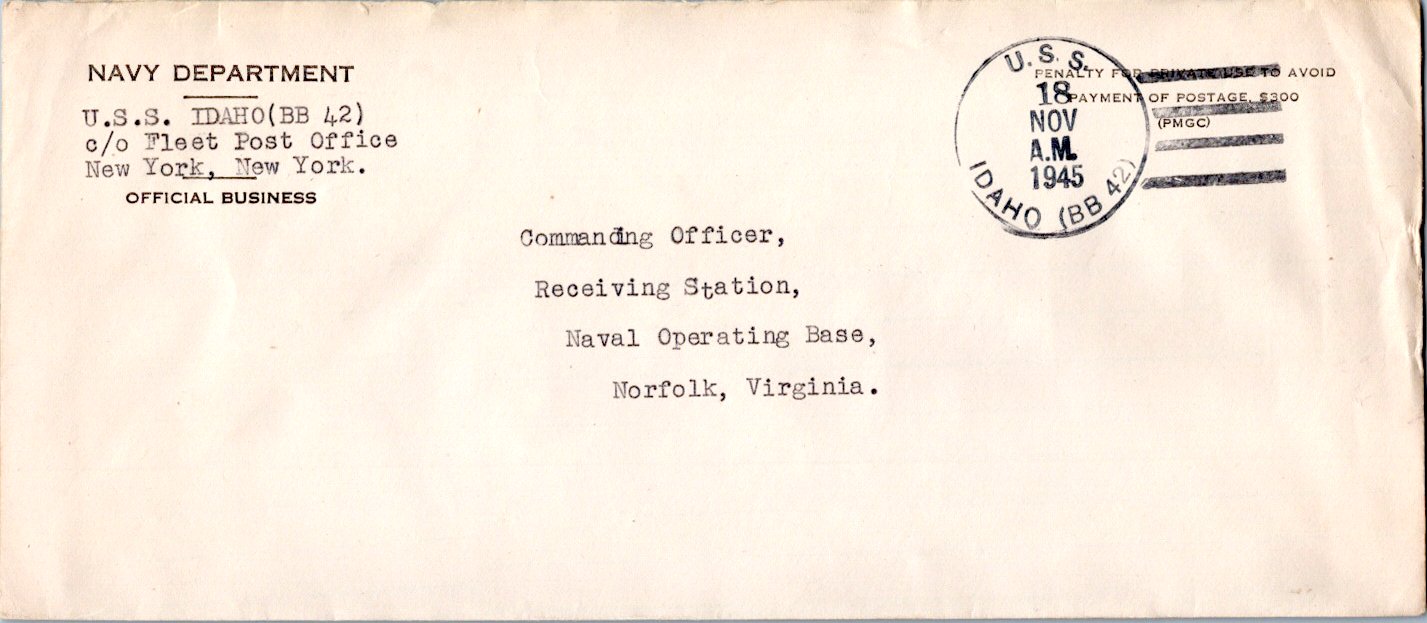 NAVY DEPARTMENT
U.S.S. IDAHO(BB 42)
c/o Fleet Post Office
New York, New York.
OFFICIAL BUSINESS
U.S.S.
18
NOV
A.M.
1945
IDAHO (BB 42)
PENALTY FOR PRIVATE USE TO AVOID
PAYMENT OF POSTAGE, $300
(PMGC)
Commanding Officer,
Receiving Station,
Naval Operating Base,
Norfolk, Virginia.